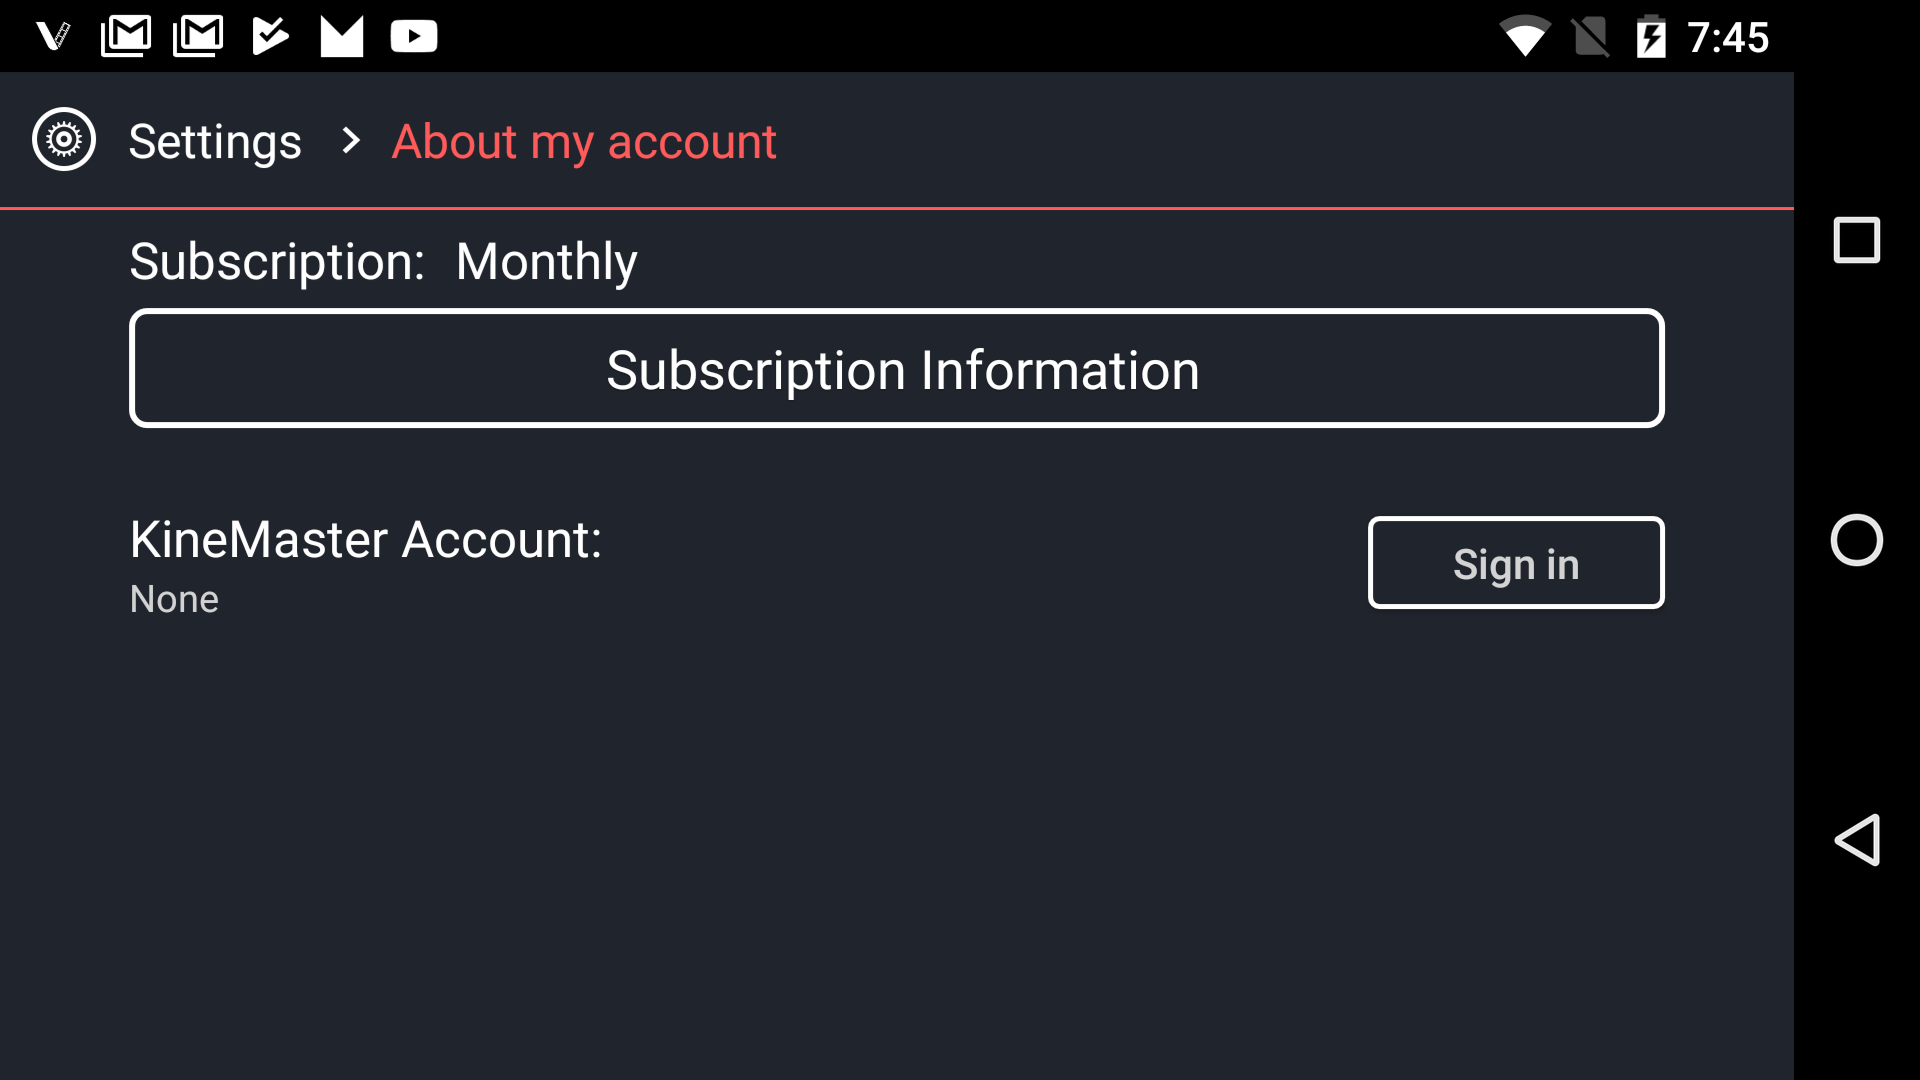 7:45
Settings > About my account
Subscription: Monthly
Subscription Information
KineMaster Account:
None
Sign in